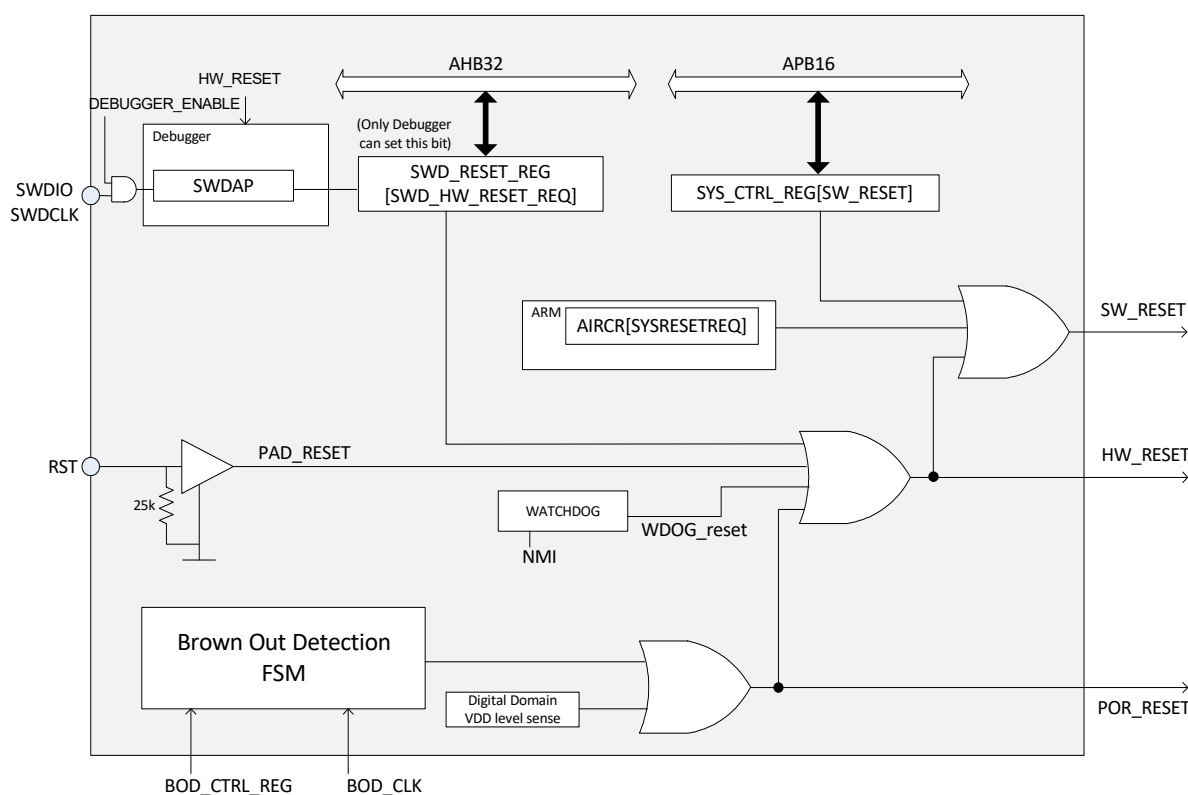 AHB32
APB16
HW_RESET
DEBUGGER_ENABLE
(Only Debugger
can set this bit)
Debugger
SWDAP
SWD_RESET_REG
[SWD_HW_RESET_REQ]
SYS_CTRL_REG[SW_RESET]
SWDIO
SWDCLK
ARM
AIRCR[SYSRESETREQ]
SW_RESET
RST
PAD_RESET
HW_RESET
25k
WATCHDOG
WDOG_reset
NMI
Brown Out Detection
FSM
Digital Domain
VDD level sense
POR_RESET
BOD_CTRL_REG
BOD_CLK